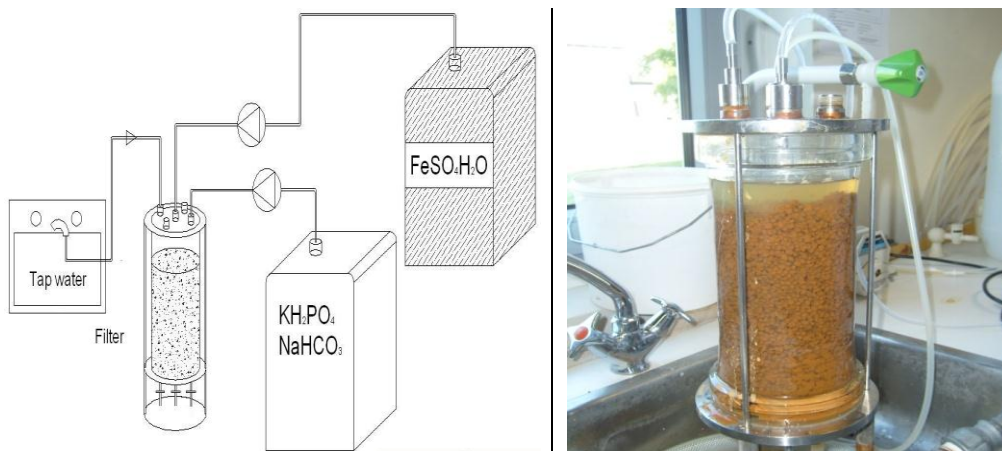 FeSO₄H₂O
Tap water
KH₂PO₄
NaHCO₃
Filter